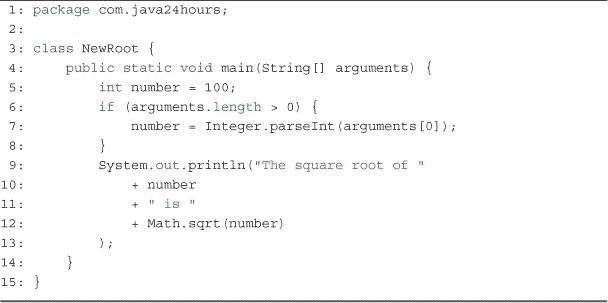 1: package com.java24hours;
2:
3: class NewRoot {
4:     public static void main(String[] arguments) {
5:         int number = 100;
6:         if (arguments.length > 0) {
7:             number = Integer.parseInt(arguments[0]);
8:         }
9:         System.out.println("The square root of "
10:             + number
11:             + " is "
12:             + Math.sqrt(number)
13:         );
14:     }
15: }